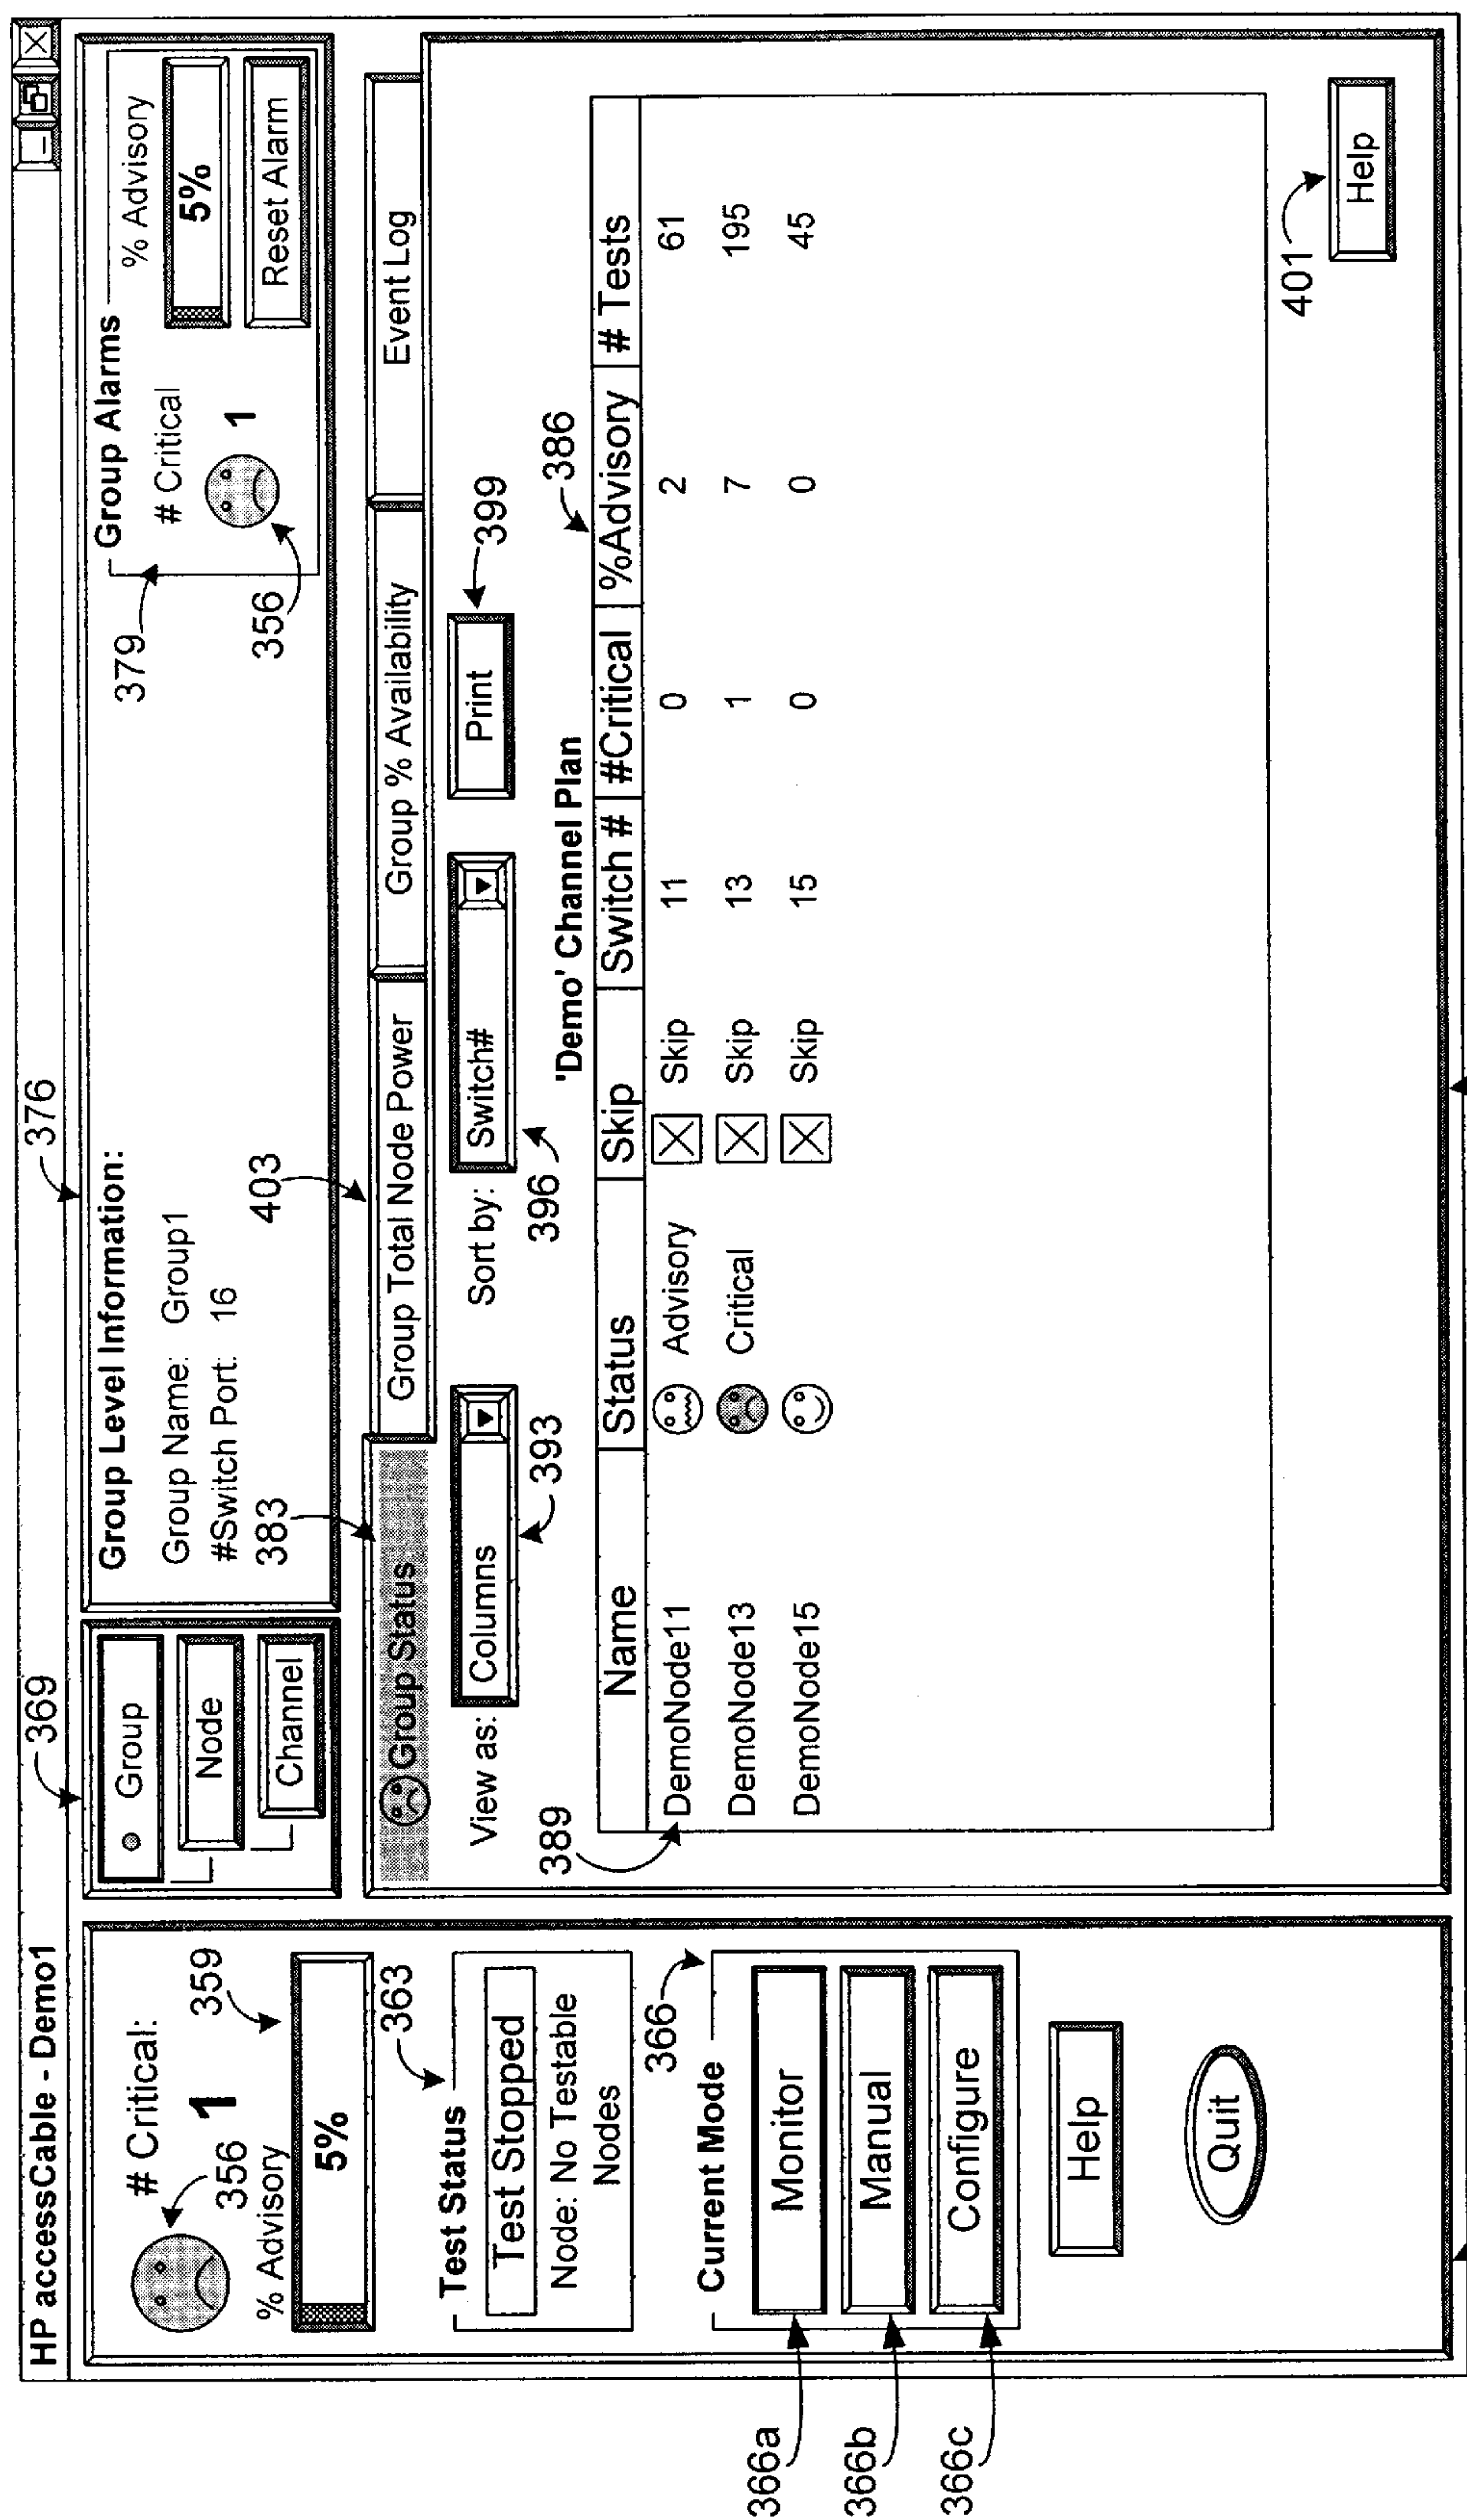 HP accessCable - Demo1
# Critical:
1
356
% Advisory
359
5%
363
Test Status
Test Stopped
Node: No Testable
Nodes
366
Current Mode
Monitor
Manual
Configure
366a
366b
366c
Help
Quit
369
Group
Node
Channel
376
Group Level Information:
Group Name: Group1
#Switch Port: 16
379
Group Alarms
# Critical
% Advisory
1
5%
356
Reset Alarm
383
403
Group Status
Group Total Node Power
Group % Availability
Event Log
View as: Columns
Sort by: Switch#
Print
393
396
399
'Demo' Channel Plan
386
389
Name Status Skip Switch # #Critical %Advisory # Tests
DemoNode11 Advisory Skip 11 0 2 61
DemoNode13 Critical Skip 13 1 7 195
DemoNode15 Skip 15 0 0 45
401
Help